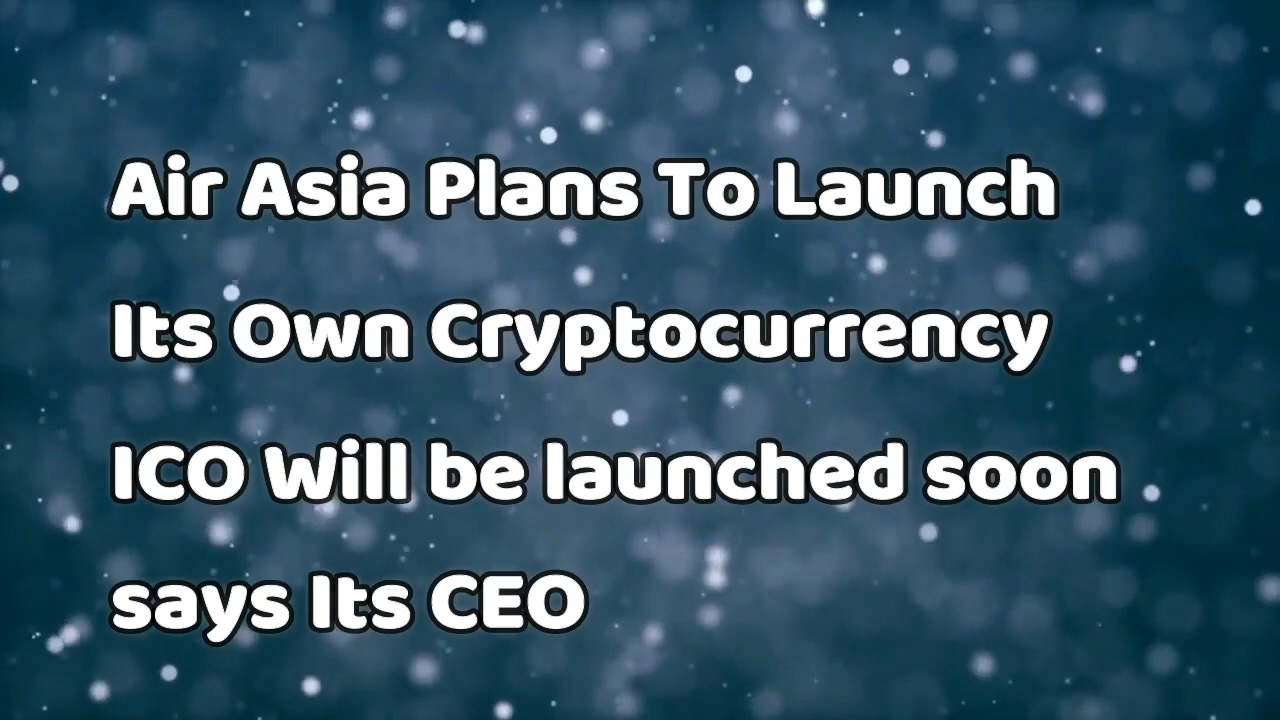 Air Asia Plans To Launch
Its Own Cryptocurrency
ICO Will be launched soon
says Its CEO